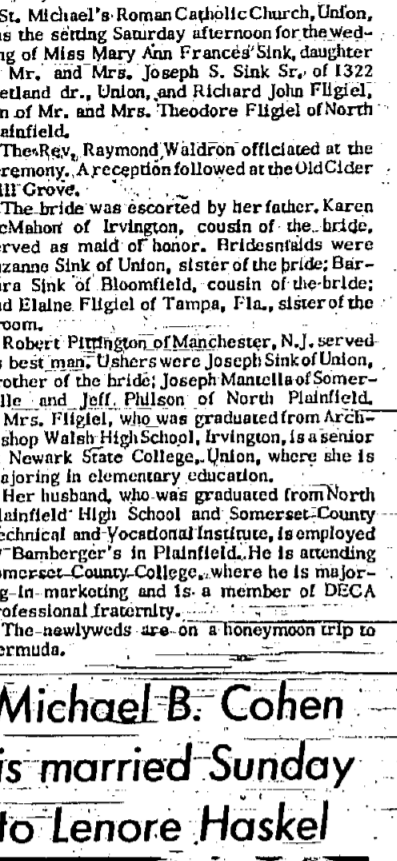 St. Michael's Roman Catholic Church, Union,
s the setting Saturday afternoon for the wed-
ng of Miss Mary Ann Frances Sink, daughter
Mr. and Mrs. Joseph S. Sink Sr., of 1322
etland dr., Union, and Richard John Fligiel,
n of Mr. and Mrs. Theodore Fligiel of North
ainfield.
The Rev. Raymond Waldron officiated at the
eremony. A reception followed at the Old Cider
ill Grove.
The bride was escorted by her father. Karen
cMahon of Irvington, cousin of the bride,
erved as maid of honor. Bridesmaids were
uzanne Sink of Union, sister of the bride; Bar-
ara Sink of Bloomfield, cousin of the bride;
nd Elaine Fligiel of Tampa, Fla., sister of the
room.
Robert Pittington of Manchester, N.J. served
s best man. Ushers were Joseph Sink of Union,
rother of the bride; Joseph Mantella of Somer-
lle and Jeff Philson of North Plainfield.
Mrs. Fligiel, who was graduated from Arch-
shop Walsh High School, Irvington, is a senior
Newark State College, Union, where she is
ajoring in elementary education.
Her husband, who was graduated from North
lainfield High School and Somerset County
echnical and Vocational Institute, is employed
y Bamberger's in Plainfield. He is attending
omerset County College, where he is major-
g in marketing and is a member of DECA
rofessional fraternity.
The newlyweds are on a honeymoon trip to
ermuda.
Michael B. Cohen
is married Sunday
to Lenore Haskel